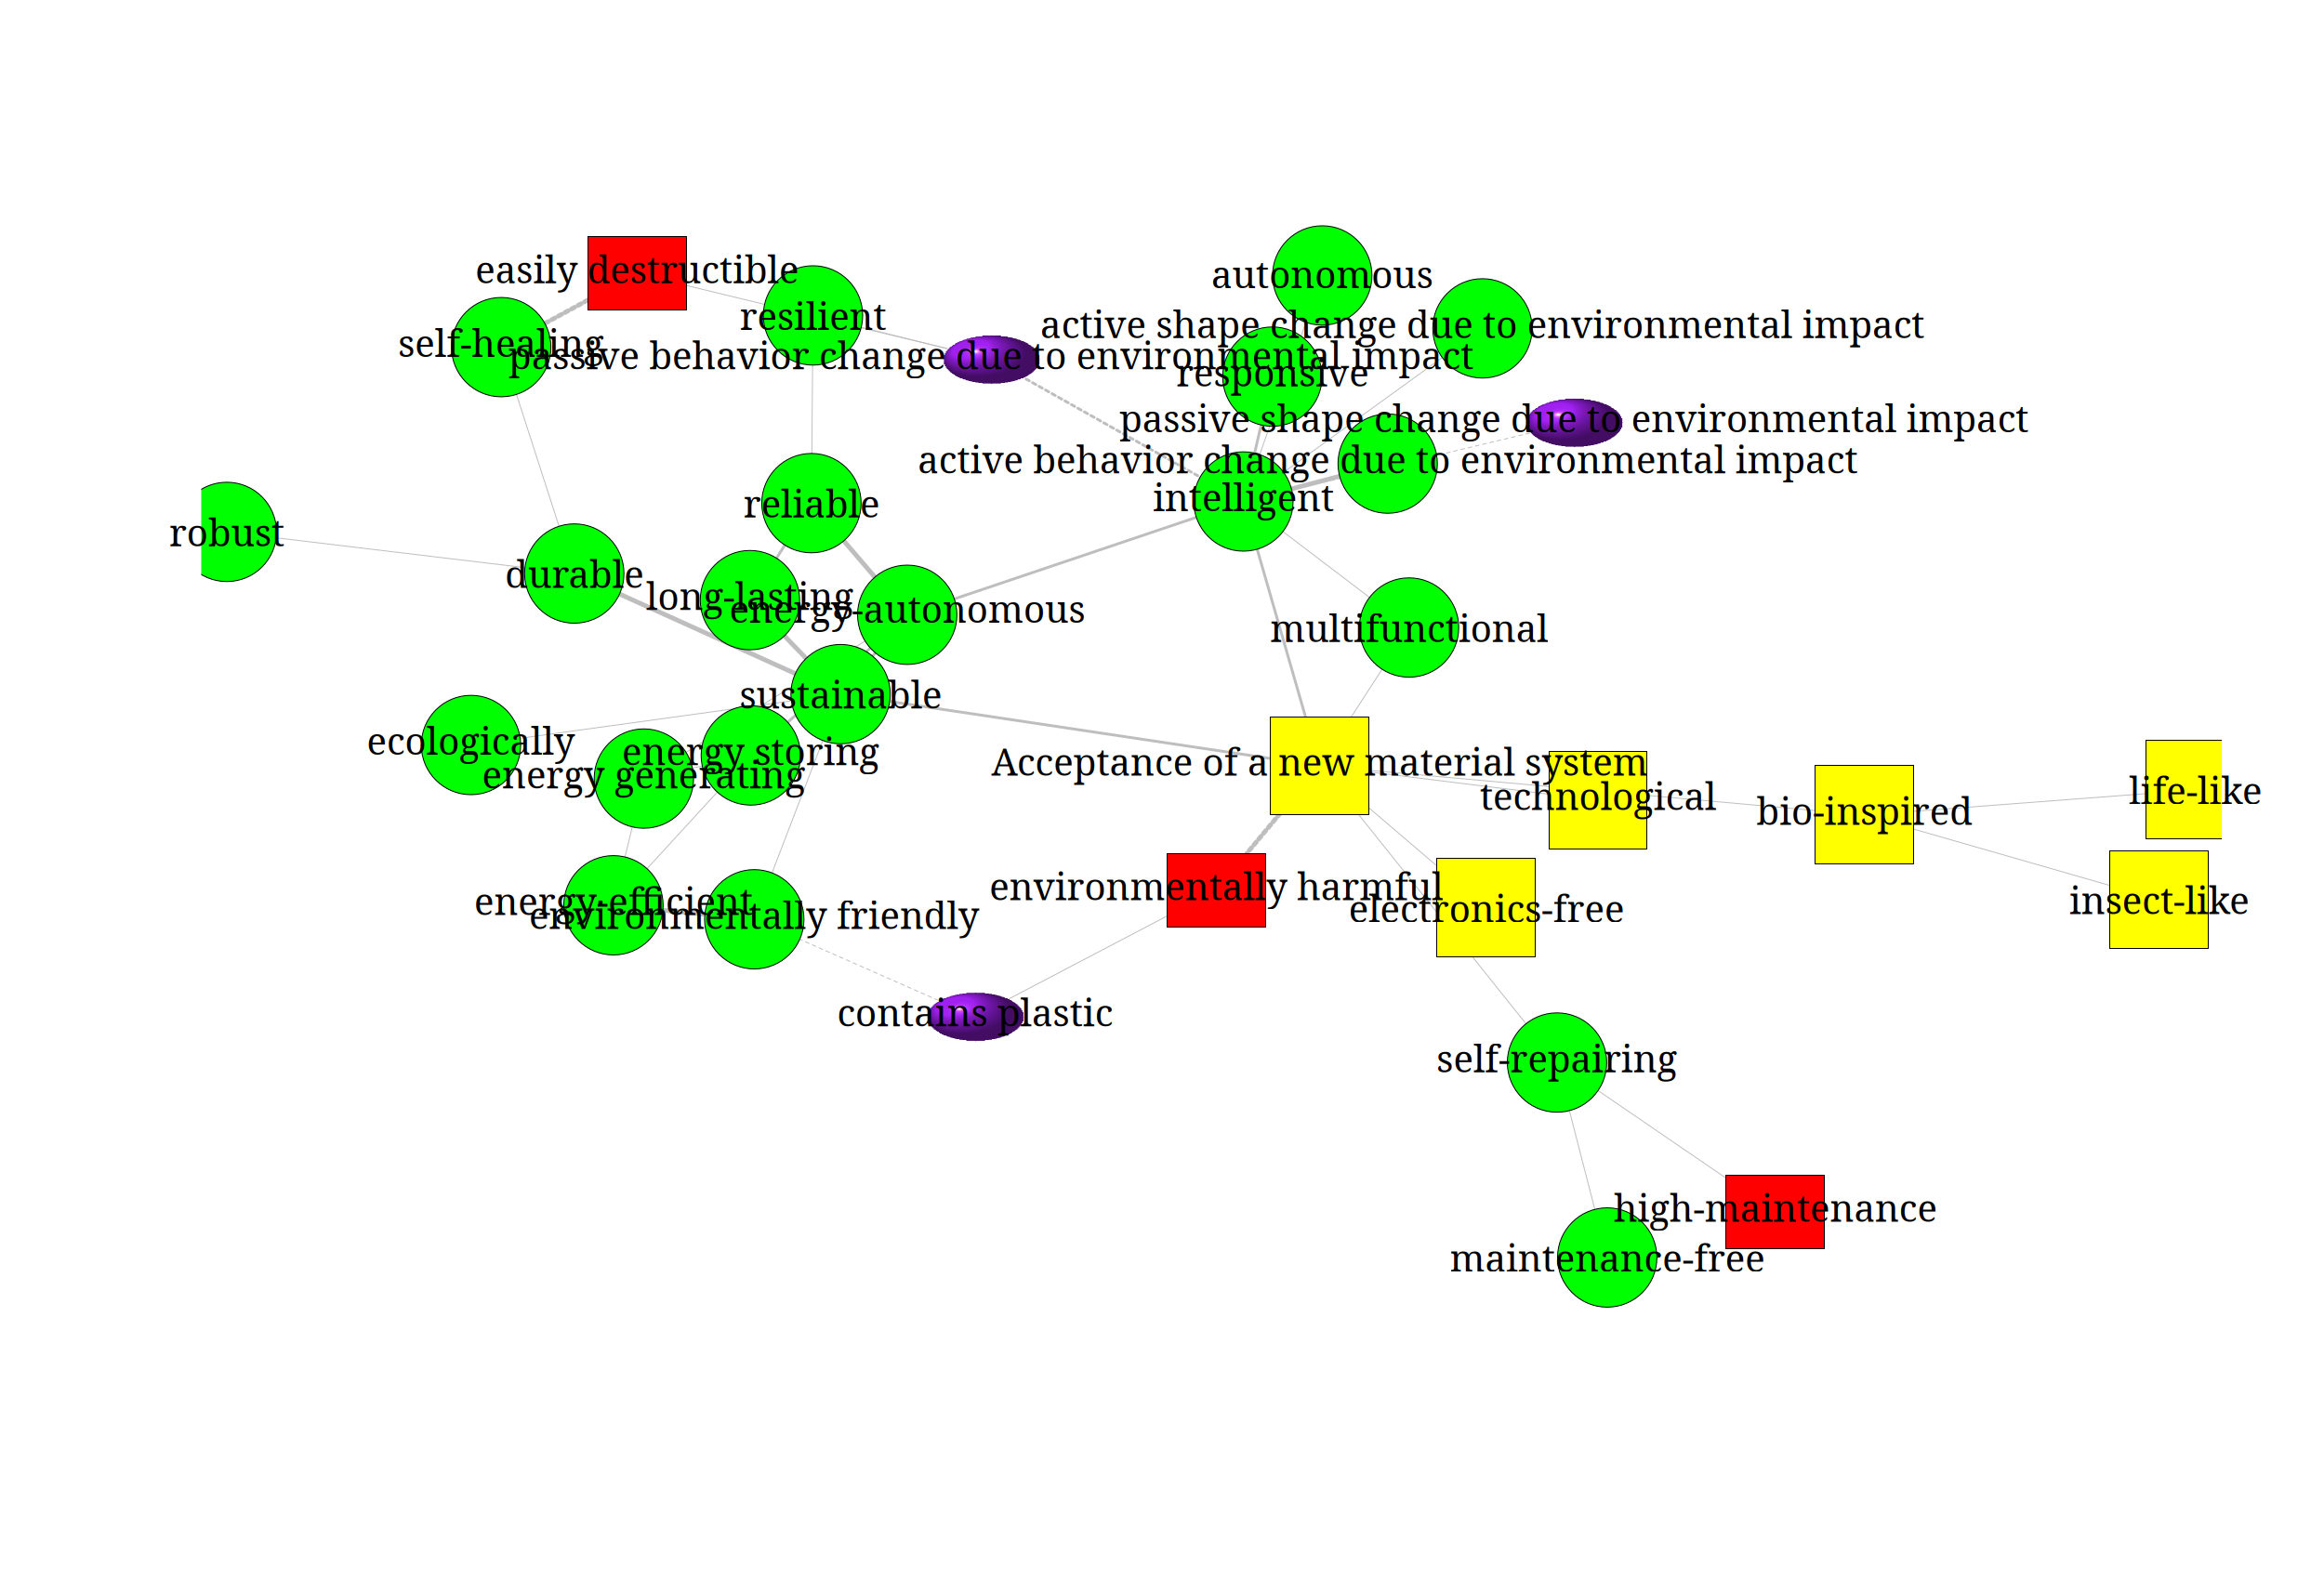 easily destructible
autonomous
resilient
active shape change due to environmental impact
self-healing
passive behavior change due to environmental impact
responsive
passive shape change due to environmental impact
active behavior change due to environmental impact
intelligent
reliable
robust
durable
long-lasting
energy-autonomous
multifunctional
sustainable
ecologically
energy storing
energy generating
Acceptance of a new material system
technological
bio-inspired
life-like
environmentally harmful
energy-efficient
environmentally friendly
electronics-free
insect-like
contains plastic
self-repairing
high-maintenance
maintenance-free